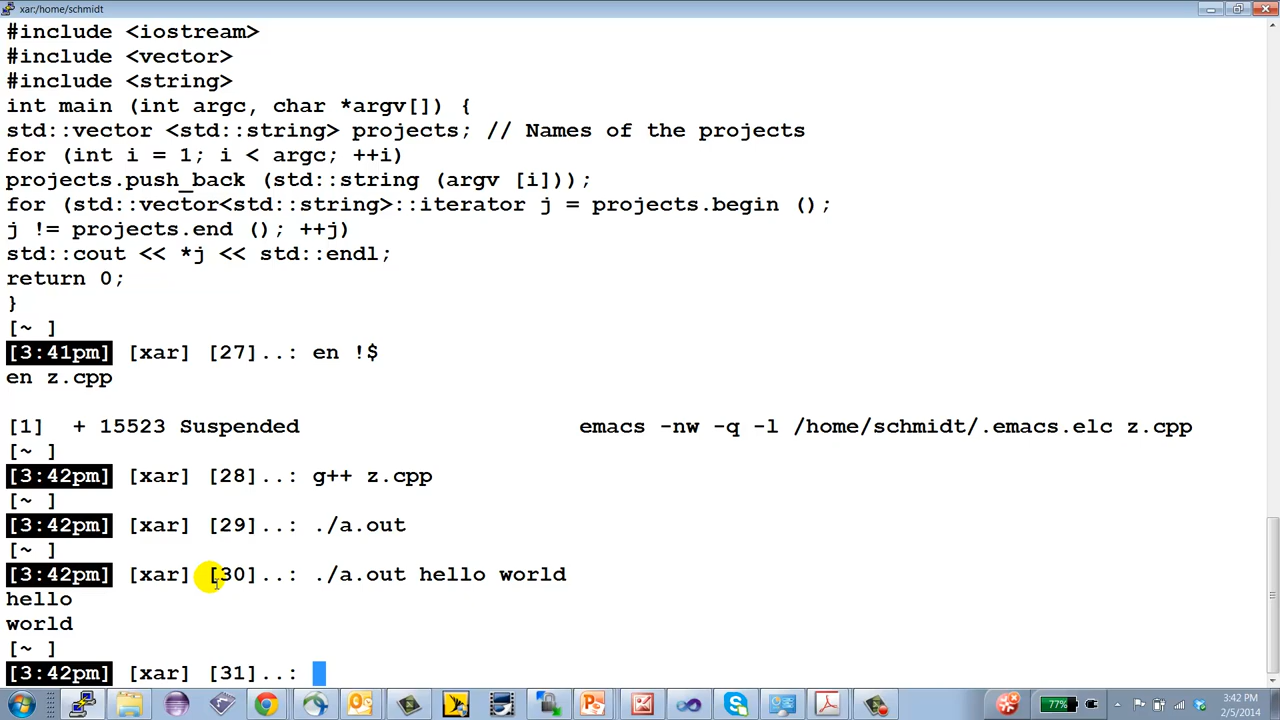 xar:/home/schmidt
#include <iostream>
#include <vector>
#include <string>
int main (int argc, char *argv[]) {
std::vector <std::string> projects; // Names of the projects
for (int i = 1; i < argc; ++i)
projects.push_back (std::string (argv [i]));
for (std::vector<std::string>::iterator j = projects.begin ();
j != projects.end (); ++j)
std::cout << *j << std::endl;
return 0;
}
[~ ]
[3:41pm] [xar] [27]..: en !$
en z.cpp
[1]  + 15523 Suspended                     emacs -nw -q -l /home/schmidt/.emacs.elc z.cpp
[~ ]
[3:42pm] [xar] [28]..: g++ z.cpp
[~ ]
[3:42pm] [xar] [29]..: ./a.out
[~ ]
[3:42pm] [xar] [30]..: ./a.out hello world
hello
world
[~ ]
[3:42pm] [xar] [31]..:
77%
3:42 PM
2/5/2014